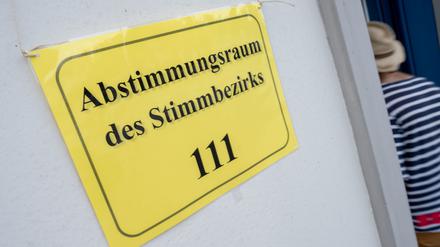 Abstimmungsraum
des Stimmbezirks
111